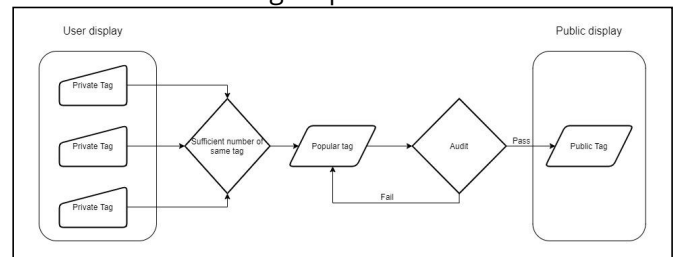 User display
Public display
Private Tag
Private Tag
Private Tag
Sufficient number of
same tag
Popular tag
Audit
Pass
Public Tag
Fail